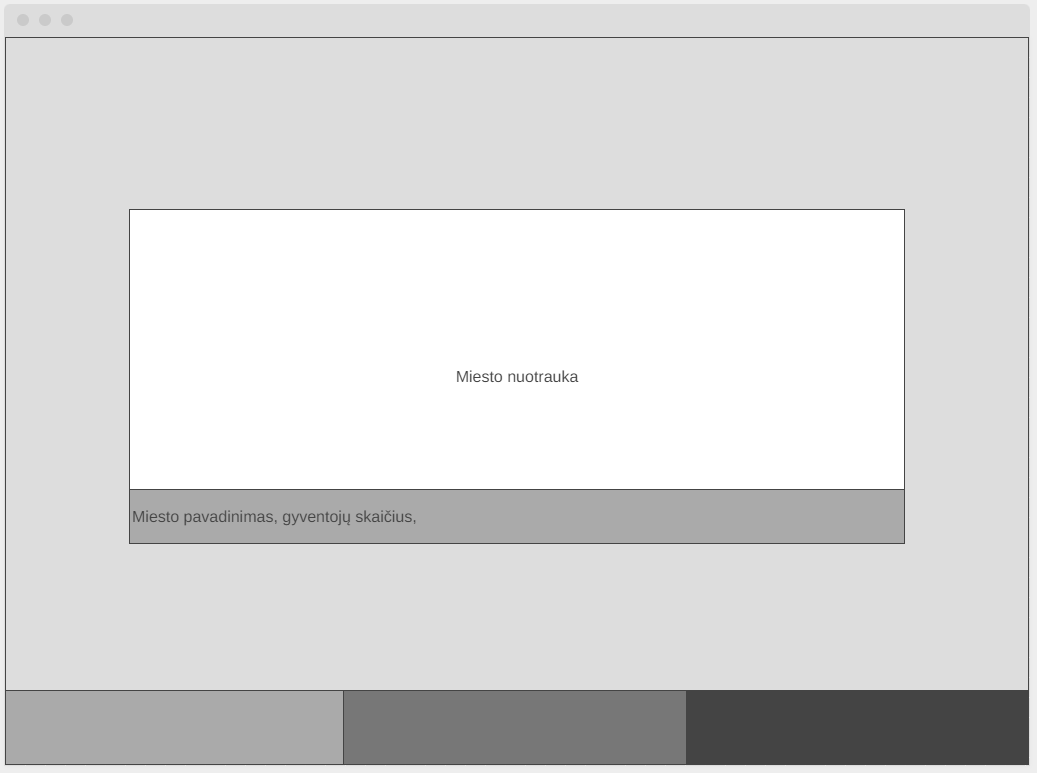 Miesto nuotrauka
Miesto pavadinimas, gyventojų skaičius,